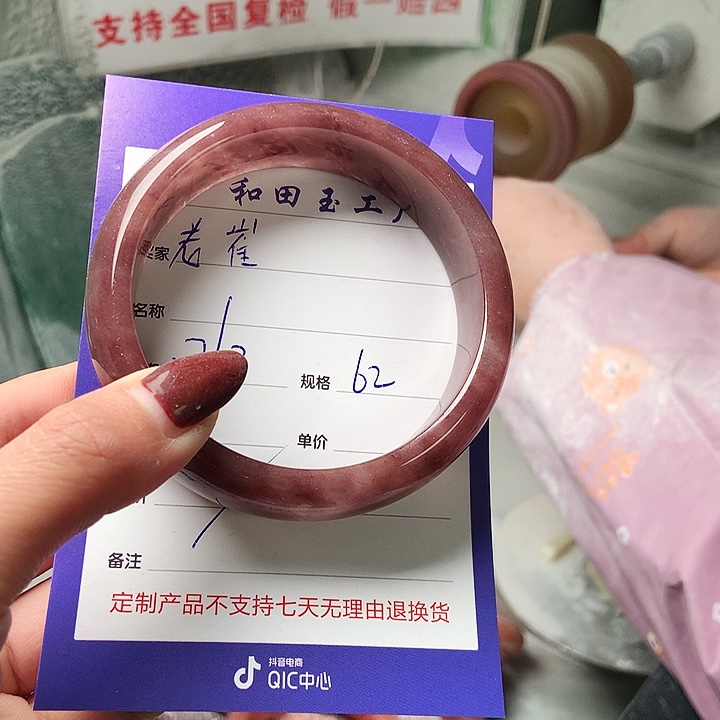 支持全国复检 假一赔四
和田玉工厂
卖家 老崔
名称
规格 62
单价
备注
定制产品不支持七天无理由退换货
抖音电商
QIC中心